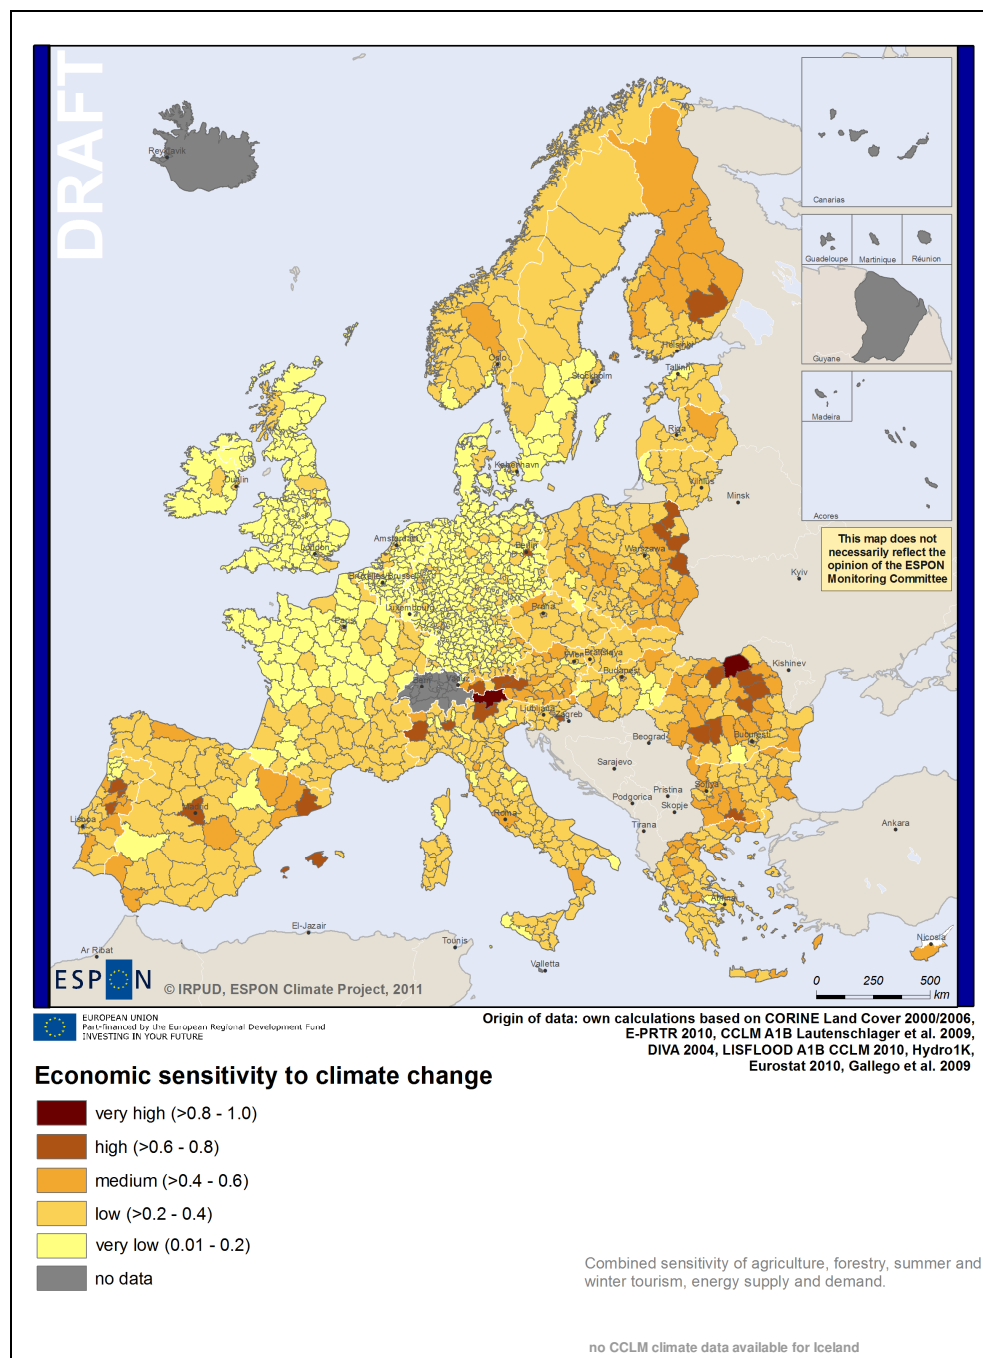 DRAFT
Reykjavik
Canarias
Guadeloupe
Martinique
Réunion
Guyane
Madeira
Acores
This map does not
necessarily reflect the
opinion of the ESPON
Monitoring Committee
Oslo
Helsinki
Tallinn
Stockholm
Riga
København
Vilnius
Minsk
Dublin
London
Amsterdam
Berlin
Warszawa
Kyiv
Bruxelles/Brussel
Luxembourg
Paris
Praha
Wien
Bratislava
Budapest
Kishinev
Bern
Vaduz
Ljubljana
Zagreb
Beograd
Bucuresti
Sarajevo
Pristina
Sofiya
Podgorica
Skopje
Tirana
Roma
Madrid
Lisboa
Ankara
Athina
Nicosia
El-Jazair
Tounis
Ar Ribat
Valletta
0 250 500
km
ESPON
© IRPUD, ESPON Climate Project, 2011
EUROPEAN UNION
Part-financed by the European Regional Development Fund
INVESTING IN YOUR FUTURE
Origin of data: own calculations based on CORINE Land Cover 2000/2006,
E-PRTR 2010, CCLM A1B Lautenschlager et al. 2009,
DIVA 2004, LISFLOOD A1B CCLM 2010, Hydro1K,
Eurostat 2010, Gallego et al. 2009
Economic sensitivity to climate change
very high (>0.8 - 1.0)
high (>0.6 - 0.8)
medium (>0.4 - 0.6)
low (>0.2 - 0.4)
very low (0.01 - 0.2)
no data
Combined sensitivity of agriculture, forestry, summer and
winter tourism, energy supply and demand.
no CCLM climate data available for Iceland